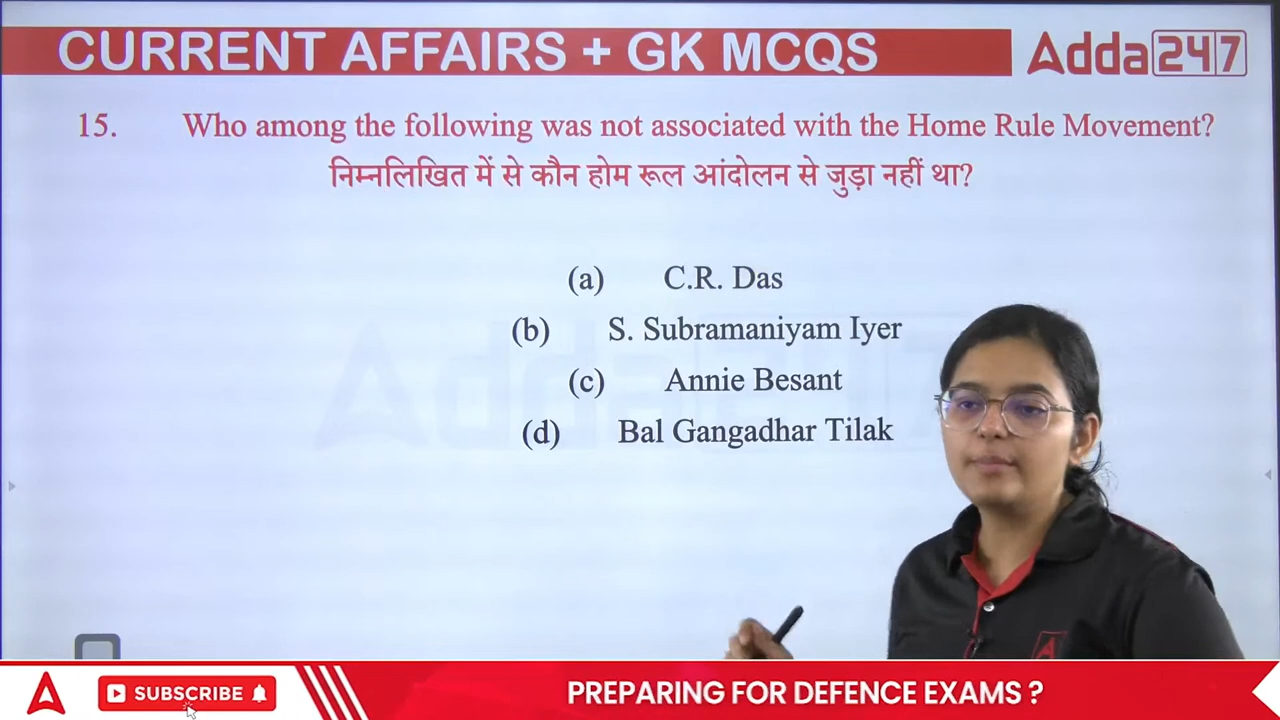 CURRENT AFFAIRS + GK MCQS
Adda247
15. Who among the following was not associated with the Home Rule Movement?
निम्नलिखित में से कौन होम रूल आंदोलन से जुड़ा नहीं था?
(a) C.R. Das
(b) S. Subramaniyam Iyer
(c) Annie Besant
(d) Bal Gangadhar Tilak
SUBSCRIBE
PREPARING FOR DEFENCE EXAMS ?